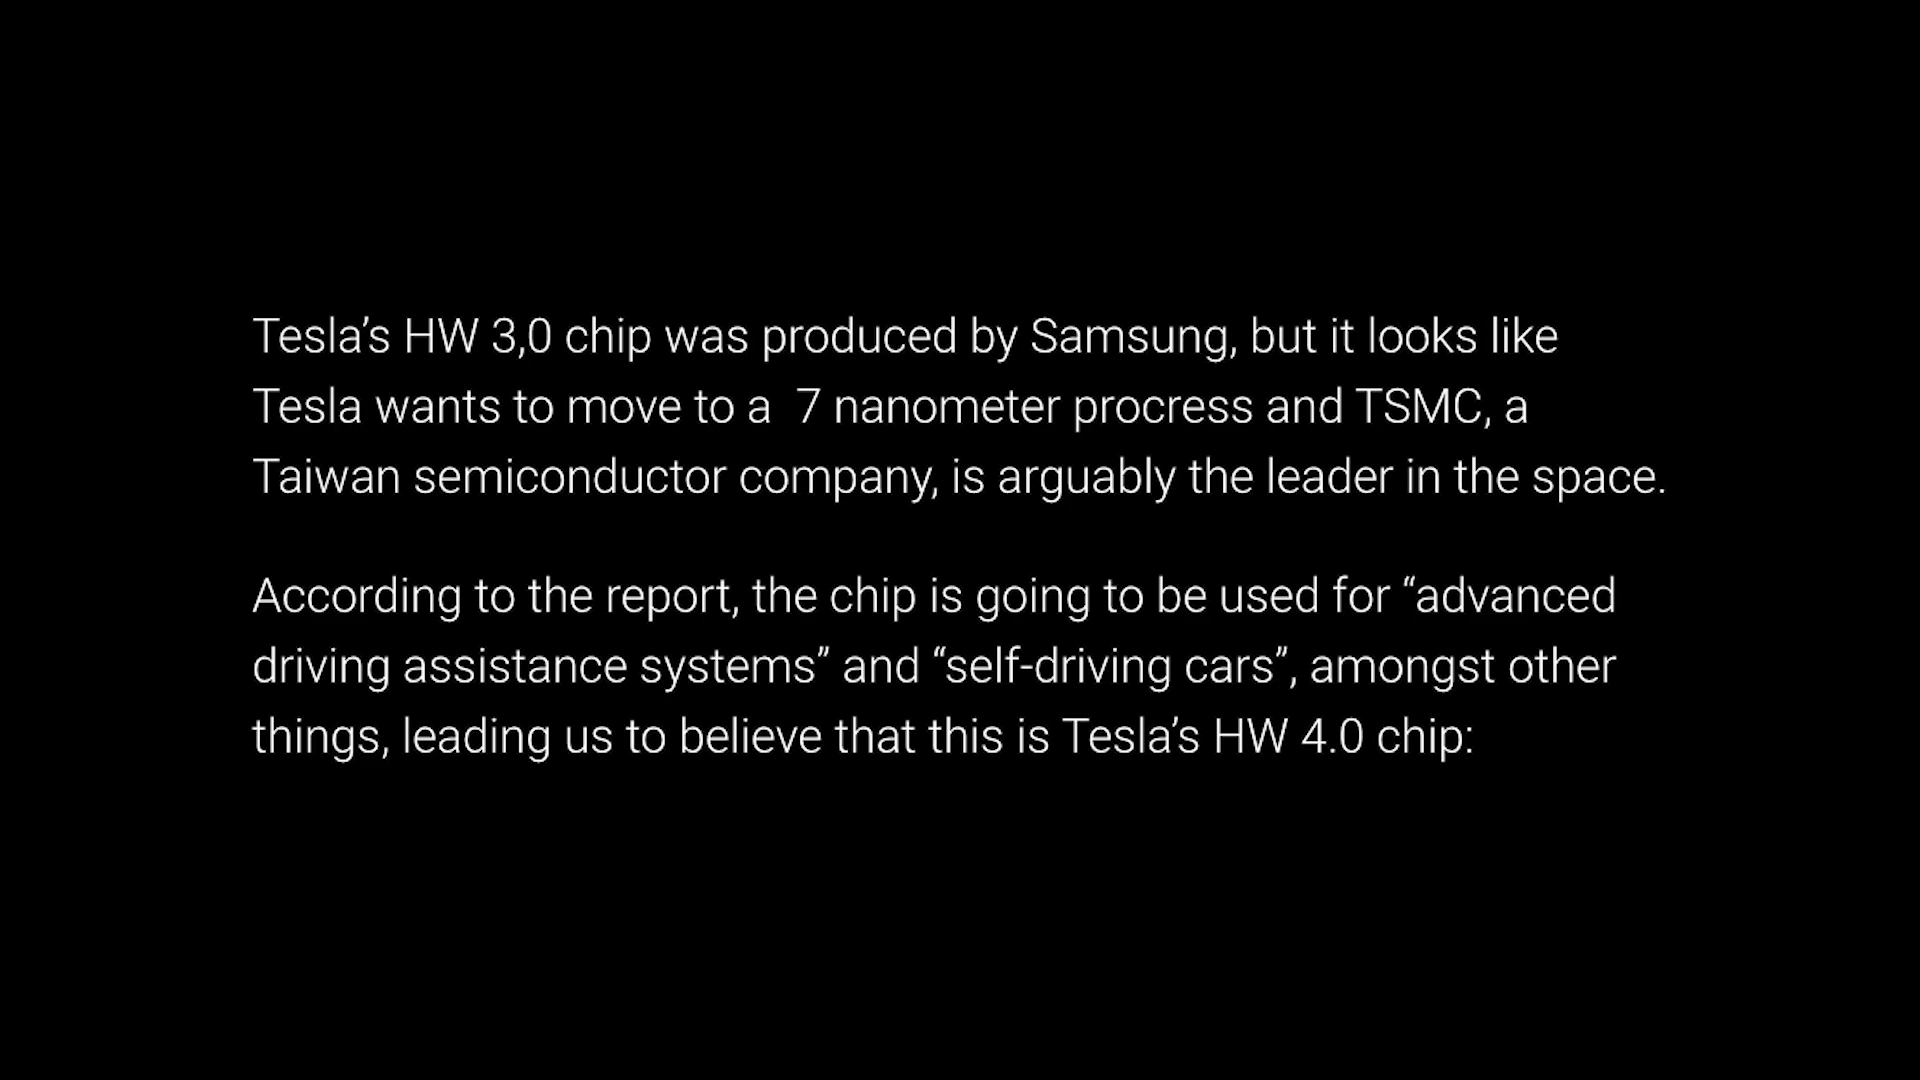 Tesla’s HW 3,0 chip was produced by Samsung, but it looks like
Tesla wants to move to a  7 nanometer procress and TSMC, a
Taiwan semiconductor company, is arguably the leader in the space.
According to the report, the chip is going to be used for “advanced
driving assistance systems” and “self-driving cars”, amongst other
things, leading us to believe that this is Tesla’s HW 4.0 chip: